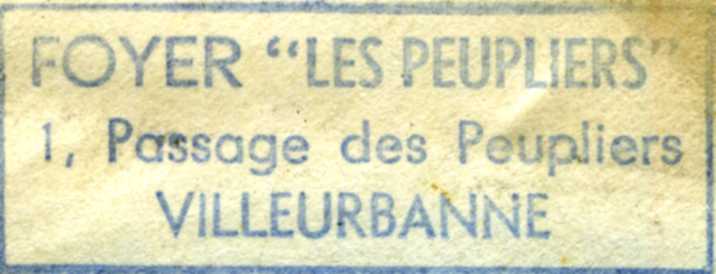 FOYER “LES PEUPLIERS”
1, Passage des Peupliers
VILLEURBANNE